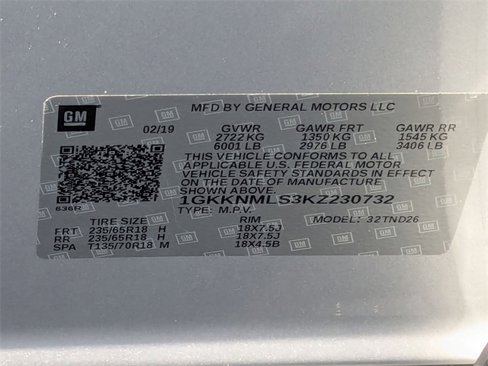 GM
MFD BY GENERAL MOTORS LLC
02/19 GVWR GAWR FRT GAWR RR
2722 KG 1350 KG 1545 KG
6001 LB 2976 LB 3406 LB
THIS VEHICLE CONFORMS TO ALL
APPLICABLE U.S. FEDERAL MOTOR
VEHICLE SAFETY STANDARDS IN EFFECT
ON THE DATE OF MANUFACTURE
SHOWN ABOVE.
1GKKNMLS3KZ230732
636R
TYPE: M.P.V. MODEL: 32TND26
TIRE SIZE RIM
FRT 235/65R18 H 18X7.5J
RR 235/65R18 H 18X7.5J
SPA T135/70R18 M 18X4.5B